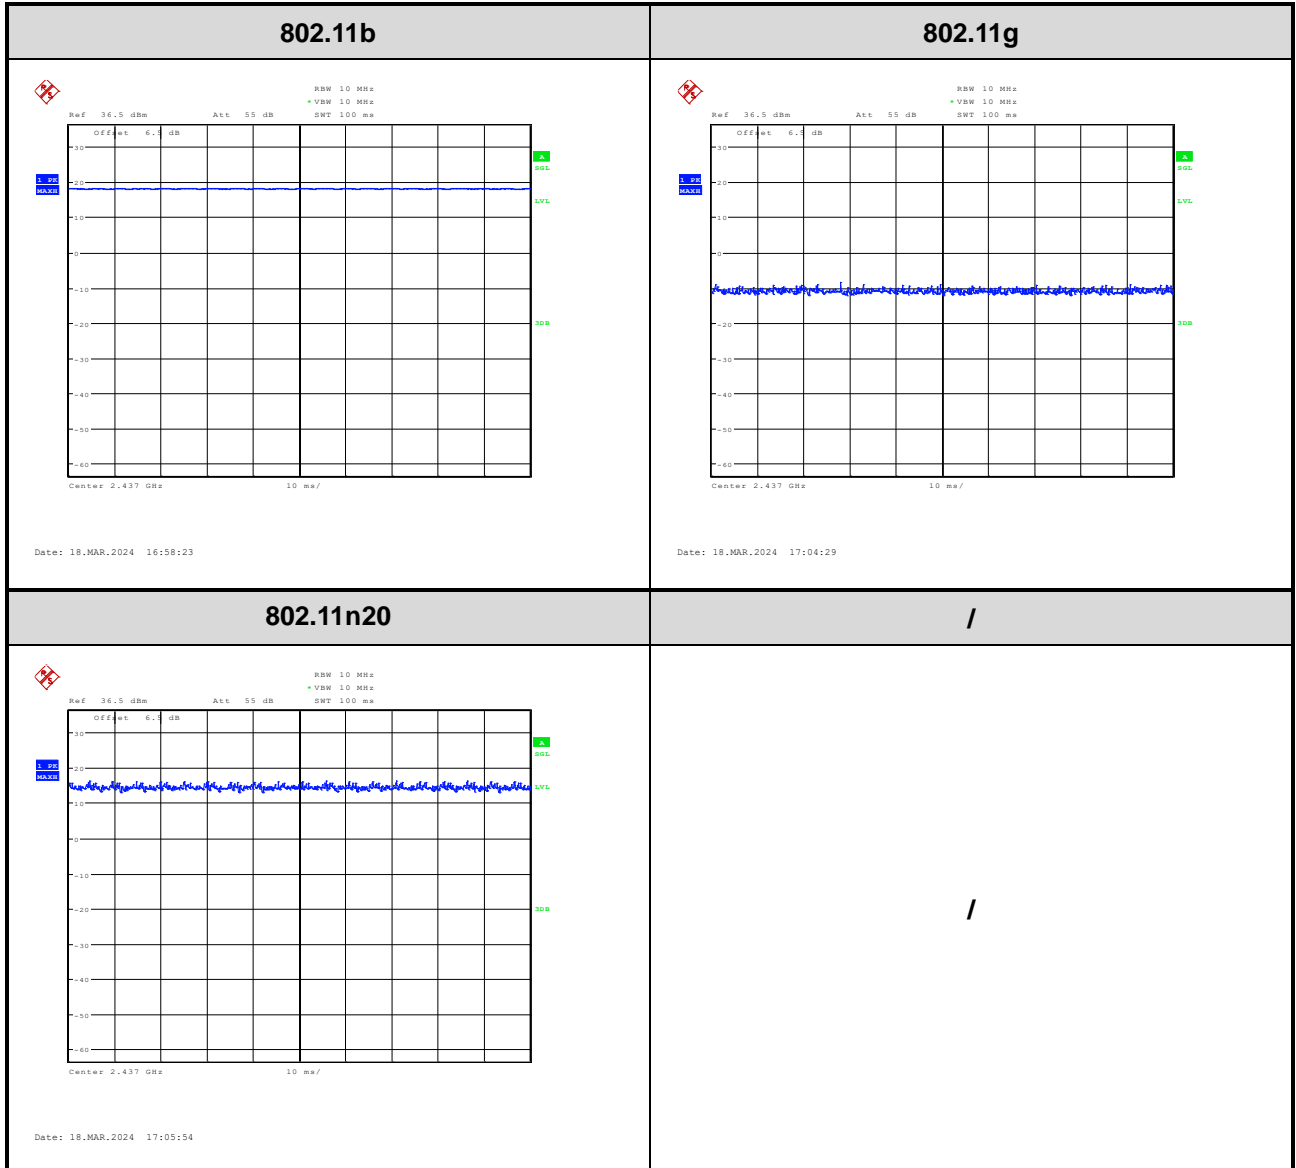 802.11b
802.11g
RBW 10 MHz
* VBW 10 MHz
Ref 36.5 dBm Att 55 dB SWT 100 ms
Offset 6.5 dB
30
20
10
0
-10
-20
-30
-40
-50
-60
1 PK
MAXH
A
SGL
LVL
3DB
Center 2.437 GHz 10 ms/
Date: 18.MAR.2024 16:58:23
RBW 10 MHz
* VBW 10 MHz
Ref 36.5 dBm Att 55 dB SWT 100 ms
Offset 6.5 dB
30
20
10
0
-10
-20
-30
-40
-50
-60
1 PK
MAXH
A
SGL
LVL
3DB
Center 2.437 GHz 10 ms/
Date: 18.MAR.2024 17:04:29
802.11n20
/
RBW 10 MHz
* VBW 10 MHz
Ref 36.5 dBm Att 55 dB SWT 100 ms
Offset 6.5 dB
30
20
10
0
-10
-20
-30
-40
-50
-60
1 PK
MAXH
A
SGL
LVL
3DB
Center 2.437 GHz 10 ms/
Date: 18.MAR.2024 17:05:54
/